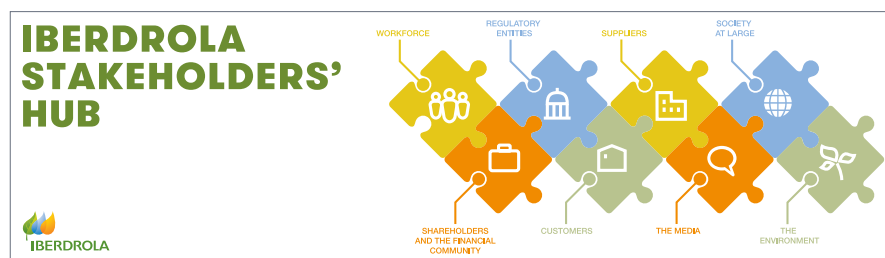 IBERDROLA
STAKEHOLDERS’
HUB
WORKFORCE
REGULATORY
ENTITIES
SUPPLIERS
SOCIETY
AT LARGE
SHAREHOLDERS
AND THE FINANCIAL
COMMUNITY
CUSTOMERS
THE MEDIA
THE
ENVIRONMENT
IBERDROLA